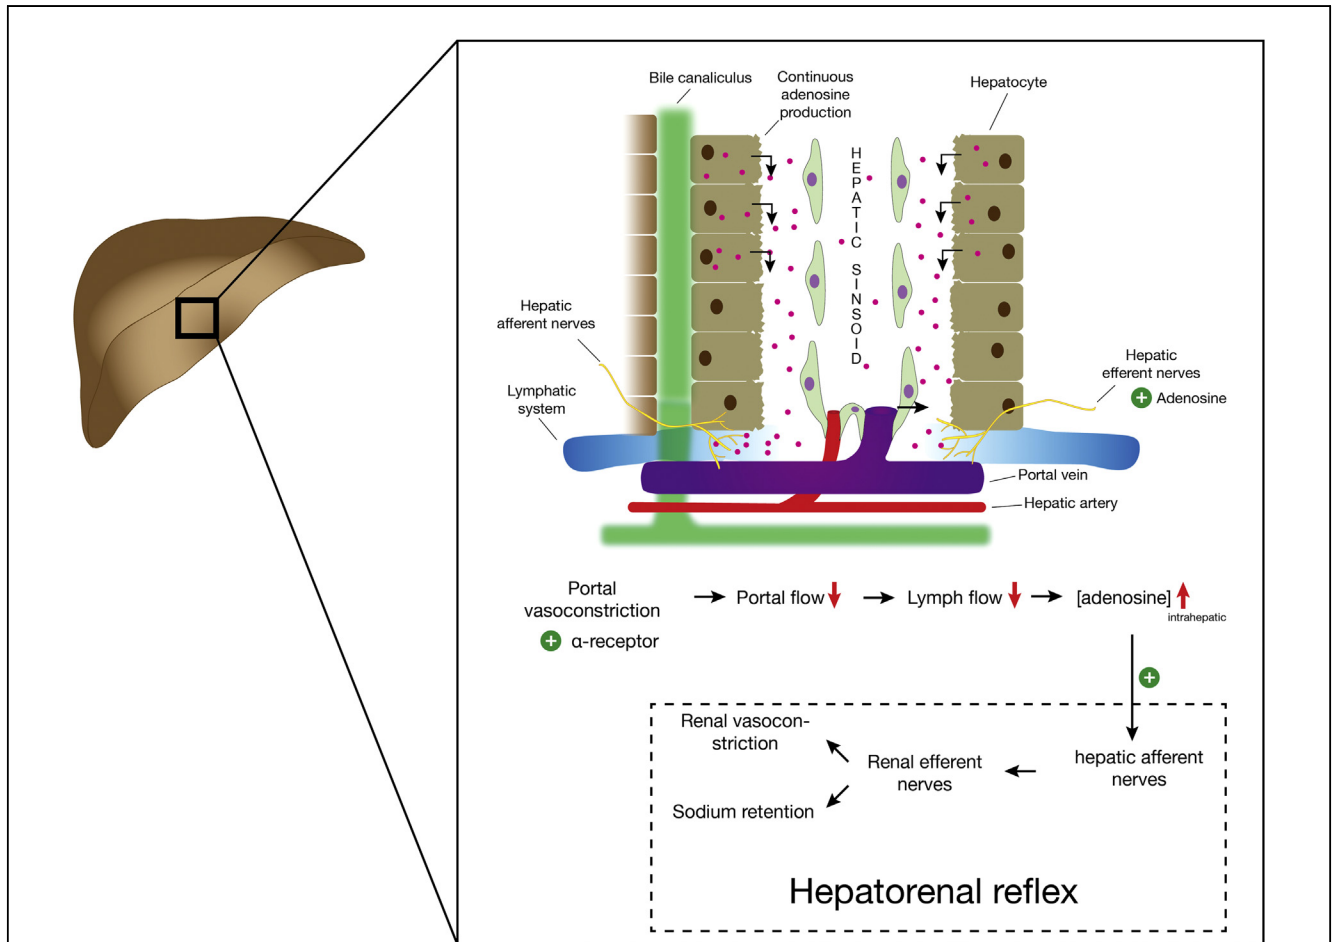 Bile canaliculus
Continuous
adenosine
production
Hepatocyte
HEPATIC SINSOID
Hepatic
afferent nerves
Lymphatic
system
Hepatic
efferent nerves
+ Adenosine
Portal vein
Hepatic artery
Portal
vasoconstriction
+ α-receptor
Portal flow
Lymph flow
[adenosine]
intrahepatic
+
Renal vasocon-
striction
Renal efferent
nerves
hepatic afferent
nerves
Sodium retention
Hepatorenal reflex